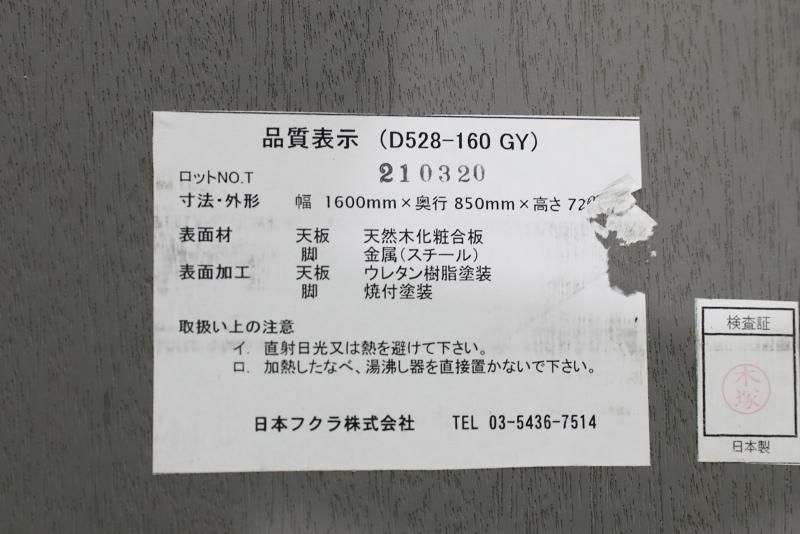 品質表示 (D528-160 GY)
ロットNO.T 210320
寸法・外形 幅 1600mm×奥行 850mm×高さ 720
表面材 天板 天然木化粧合板
脚 金属(スチール)
表面加工 天板 ウレタン樹脂塗装
脚 焼付塗装
取扱い上の注意
イ. 直射日光又は熱を避けて下さい。
ロ. 加熱したなべ、湯沸し器を直接置かないで下さい。
日本フクラ株式会社 TEL 03-5436-7514
検査証
木塚
日本製